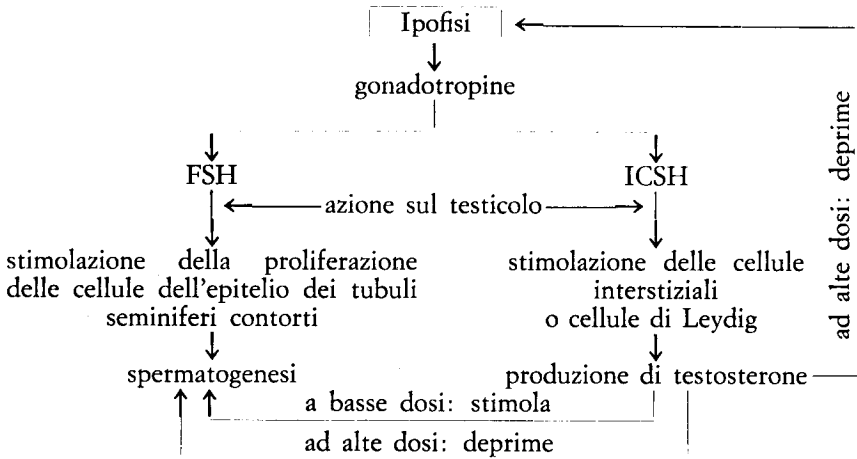 Ipofisi
gonadotropine
FSH
ICSH
azione sul testicolo
stimolazione della proliferazione
delle cellule dell'epitelio dei tubuli
seminiferi contorti
stimolazione delle cellule
interstiziali
o cellule di Leydig
spermatogenesi
produzione di testosterone
a basse dosi: stimola
ad alte dosi: deprime
ad alte dosi: deprime